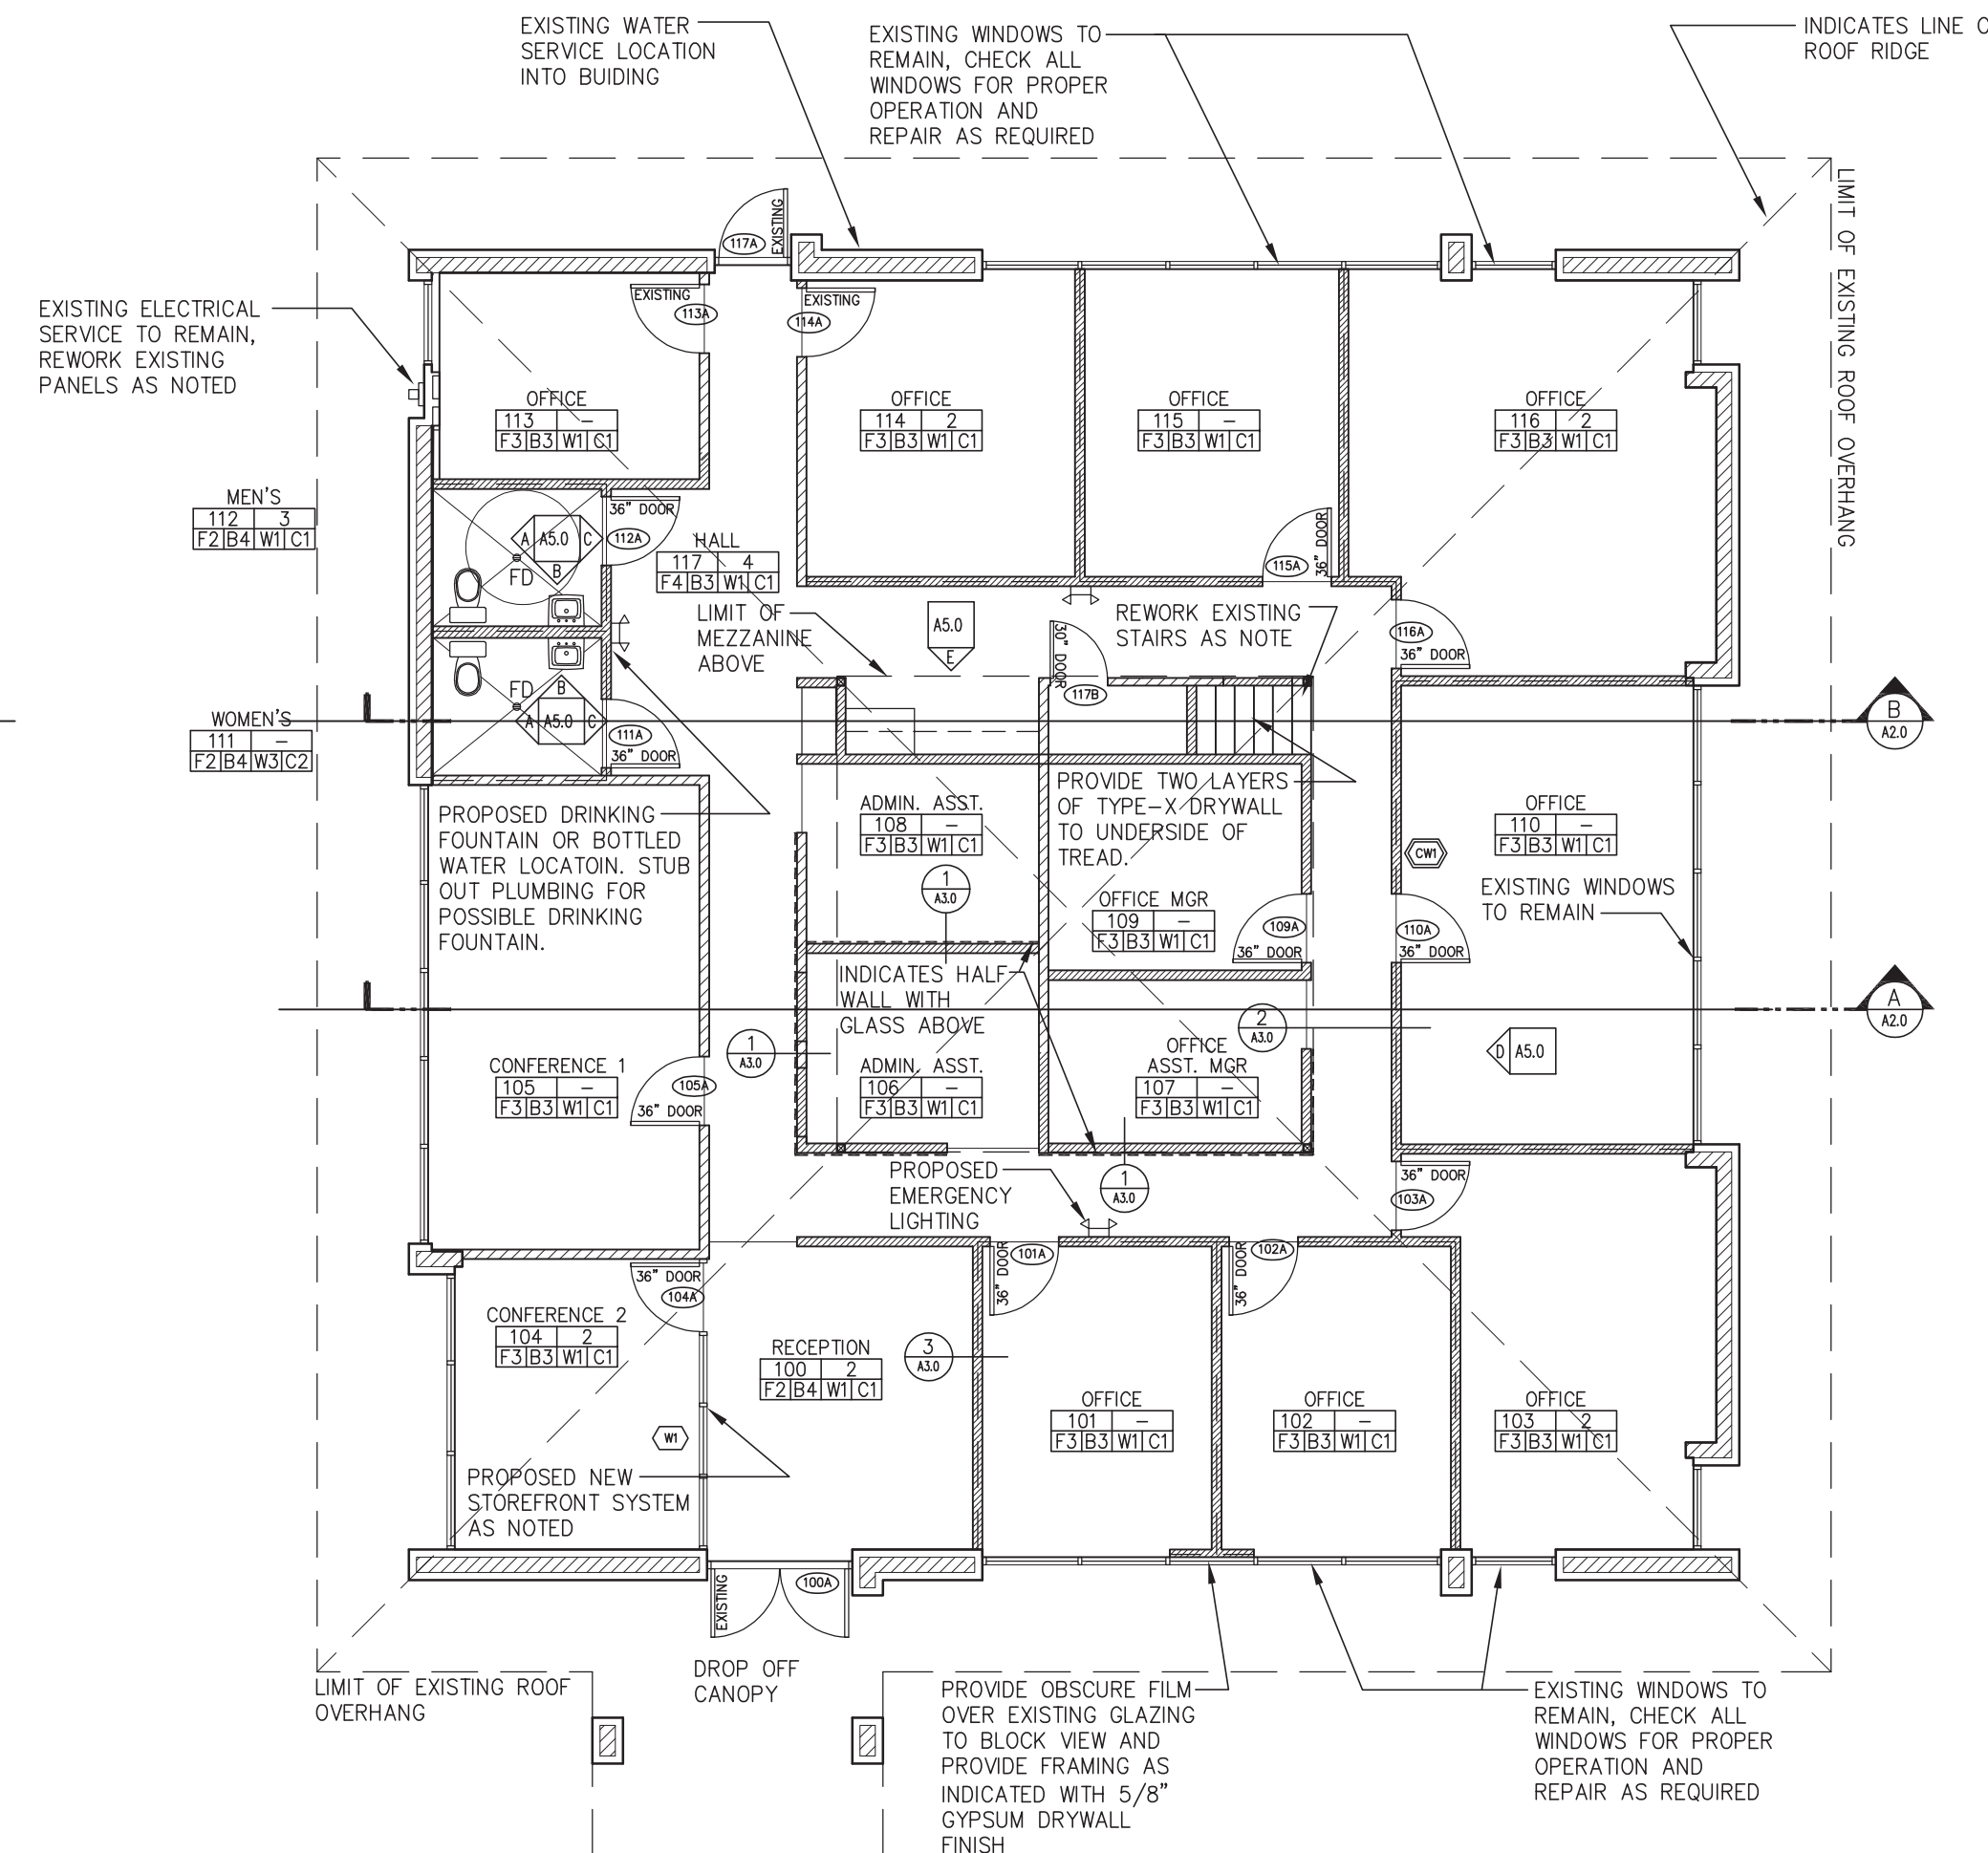 EXISTING WATER
SERVICE LOCATION
INTO BUIDING
EXISTING WINDOWS TO
REMAIN, CHECK ALL
WINDOWS FOR PROPER
OPERATION AND
REPAIR AS REQUIRED
INDICATES LINE O
ROOF RIDGE
LIMIT OF EXISTING ROOF OVERHANG
EXISTING ELECTRICAL
SERVICE TO REMAIN,
REWORK EXISTING
PANELS AS NOTED
117A
EXISTING
EXISTING
113A
EXISTING
114A
OFFICE
113 –
F3 B3 W1 C1
OFFICE
114 2
F3 B3 W1 C1
OFFICE
115 –
F3 B3 W1 C1
OFFICE
116 2
F3 B3 W1 C1
MEN'S
112 3
F2 B4 W1 C1
36" DOOR
112A
A A5.0 C
B
FD
HALL
117 4
F4 B3 W1 C1
115A
36" DOOR
LIMIT OF
MEZZANINE
ABOVE
A5.0
E
30" DOOR
117B
REWORK EXISTING
STAIRS AS NOTE
116A
36" DOOR
WOMEN'S
111 –
F2 B4 W3 C2
FD
B
A A5.0 C
111A
36" DOOR
B
A2.0
PROPOSED DRINKING
FOUNTAIN OR BOTTLED
WATER LOCATOIN. STUB
OUT PLUMBING FOR
POSSIBLE DRINKING
FOUNTAIN.
ADMIN. ASST.
108 –
F3 B3 W1 C1
1
A3.0
PROVIDE TWO LAYERS
OF TYPE-X DRYWALL
TO UNDERSIDE OF
TREAD.
OFFICE MGR
109 –
F3 B3 W1 C1
109A
36" DOOR
OFFICE
110 –
F3 B3 W1 C1
CW1
110A
36" DOOR
EXISTING WINDOWS
TO REMAIN
INDICATES HALF
WALL WITH
GLASS ABOVE
A
A2.0
2
A3.0
D A5.0
CONFERENCE 1
105 –
F3 B3 W1 C1
105A
36" DOOR
1
A3.0
ADMIN. ASST.
106 –
F3 B3 W1 C1
OFFICE
ASST. MGR
107 –
F3 B3 W1 C1
PROPOSED
EMERGENCY
LIGHTING
1
A3.0
36" DOOR
103A
36" DOOR
104A
36" DOOR
101A
36" DOOR
102A
CONFERENCE 2
104 2
F3 B3 W1 C1
RECEPTION
100 2
F2 B4 W1 C1
3
A3.0
OFFICE
101 –
F3 B3 W1 C1
OFFICE
102 –
F3 B3 W1 C1
OFFICE
103 2
F3 B3 W1 C1
W1
PROPOSED NEW
STOREFRONT SYSTEM
AS NOTED
EXISTING
100A
LIMIT OF EXISTING ROOF
OVERHANG
DROP OFF
CANOPY
PROVIDE OBSCURE FILM
OVER EXISTING GLAZING
TO BLOCK VIEW AND
PROVIDE FRAMING AS
INDICATED WITH 5/8"
GYPSUM DRYWALL
FINISH
EXISTING WINDOWS TO
REMAIN, CHECK ALL
WINDOWS FOR PROPER
OPERATION AND
REPAIR AS REQUIRED